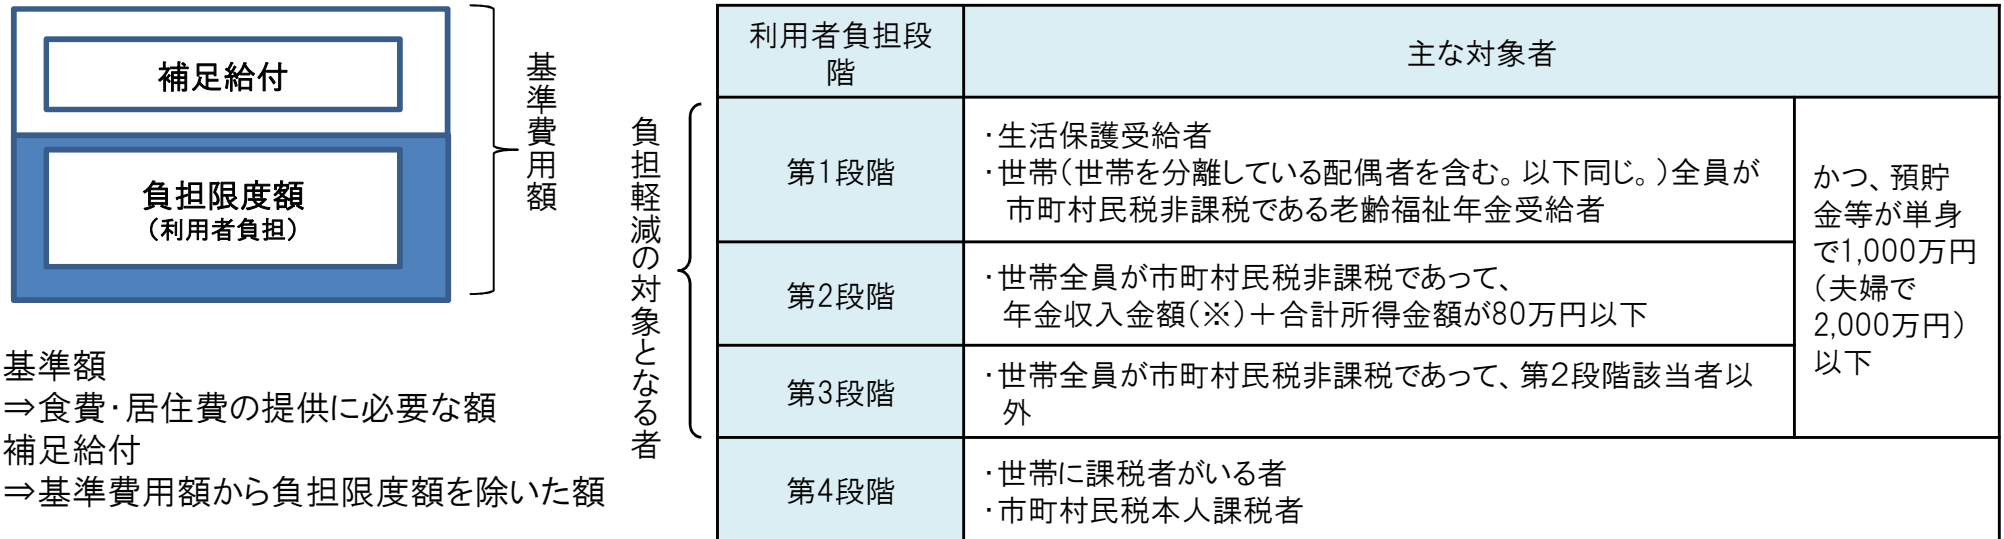 補足給付
負担限度額
（利用者負担）
基準費用額
基準額
⇒食費・居住費の提供に必要な額
補足給付
⇒基準費用額から負担限度額を除いた額
負担軽減の対象となる者
利用者負担段
階
主な対象者
第1段階
・生活保護受給者
・世帯（世帯を分離している配偶者を含む。以下同じ。）全員が
市町村民税非課税である老齢福祉年金受給者
第2段階
・世帯全員が市町村民税非課税であって、
年金収入金額（※）＋合計所得金額が80万円以下
第3段階
・世帯全員が市町村民税非課税であって、第２段階該当者以
外
かつ、預貯
金等が単身
で1,000万円
（夫婦で
2,000万円）
以下
第4段階
・世帯に課税者がいる者
・市町村民税本人課税者